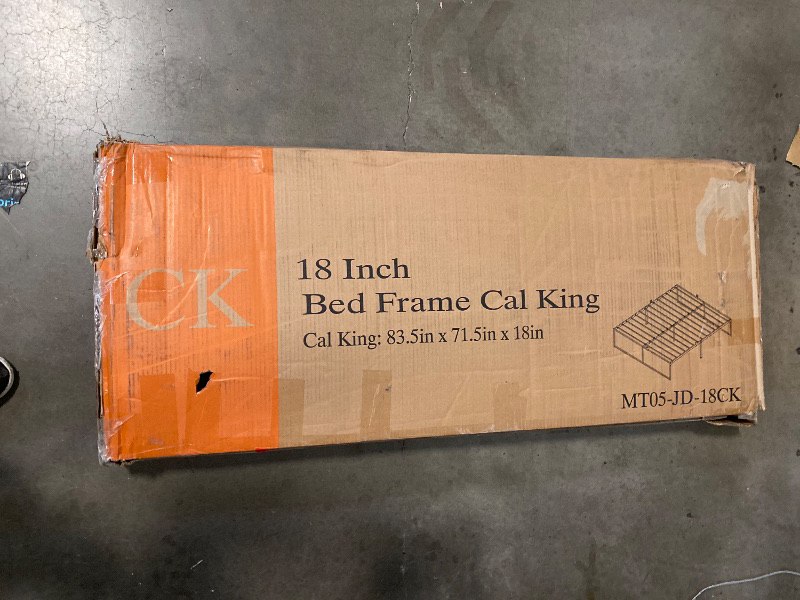 CK
18 Inch
Bed Frame Cal King
Cal King: 83.5in x 71.5in x 18in
MT05-JD-18CK